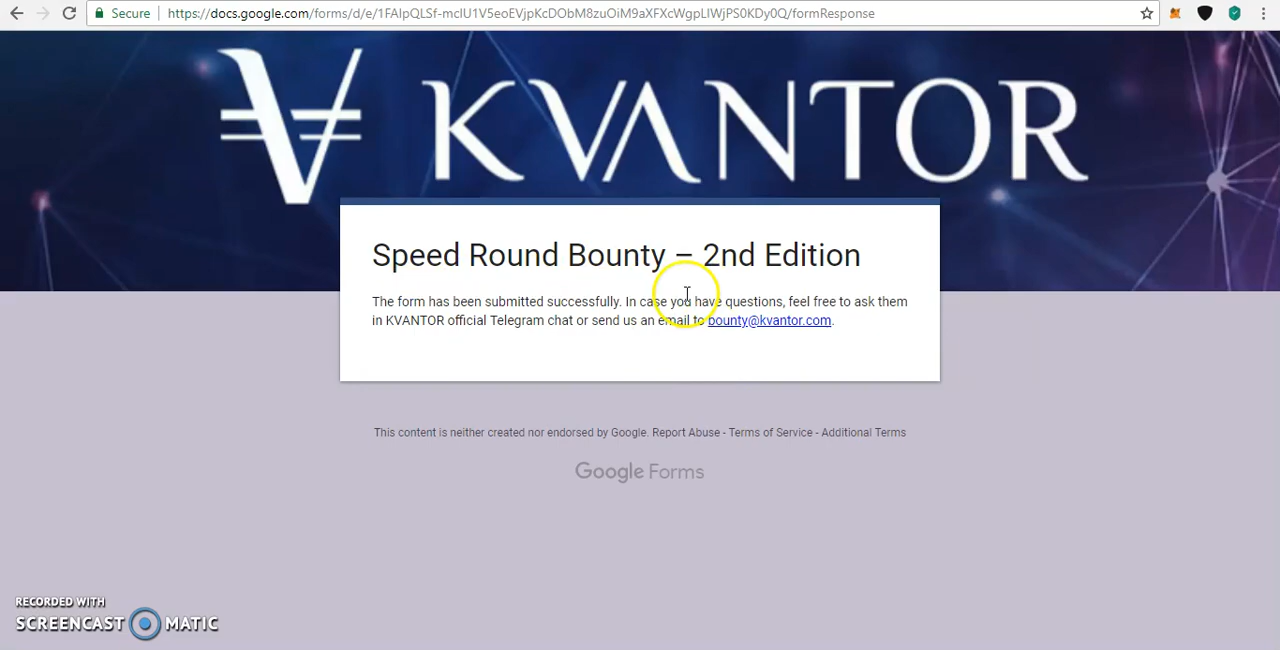 Secure https://docs.google.com/forms/d/e/1FAIpQLSf-mcIU1V5eoEVjpKcDObM8zuOiM9aXFXcWgpLIWjPS0KDy0Q/formResponse
KVANTOR
Speed Round Bounty – 2nd Edition
The form has been submitted successfully. In case you have questions, feel free to ask them
in KVANTOR official Telegram chat or send us an email to bounty@kvantor.com.
This content is neither created nor endorsed by Google. Report Abuse - Terms of Service - Additional Terms
Google Forms
RECORDED WITH
SCREENCAST MATIC